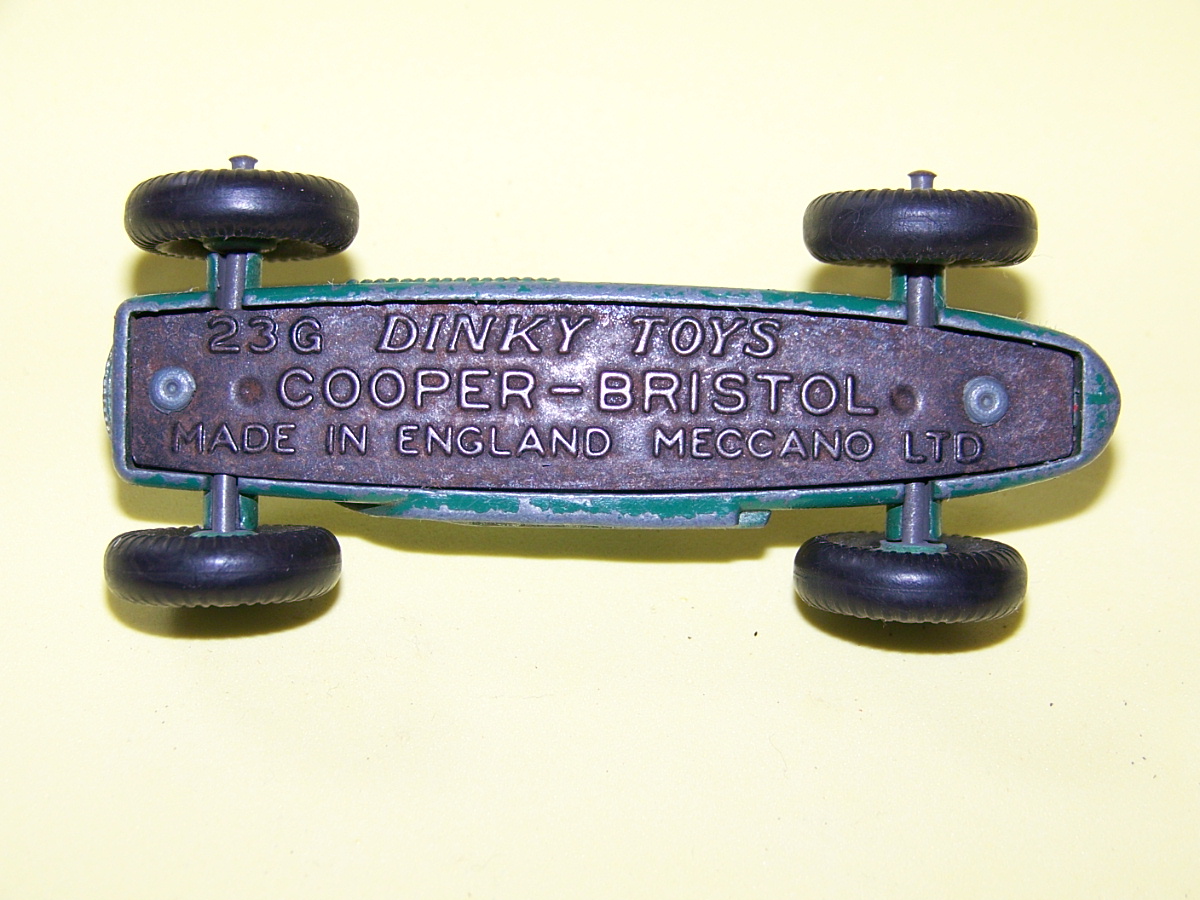 23G DINKY TOYS
COOPER-BRISTOL
MADE IN ENGLAND MECCANO LTD